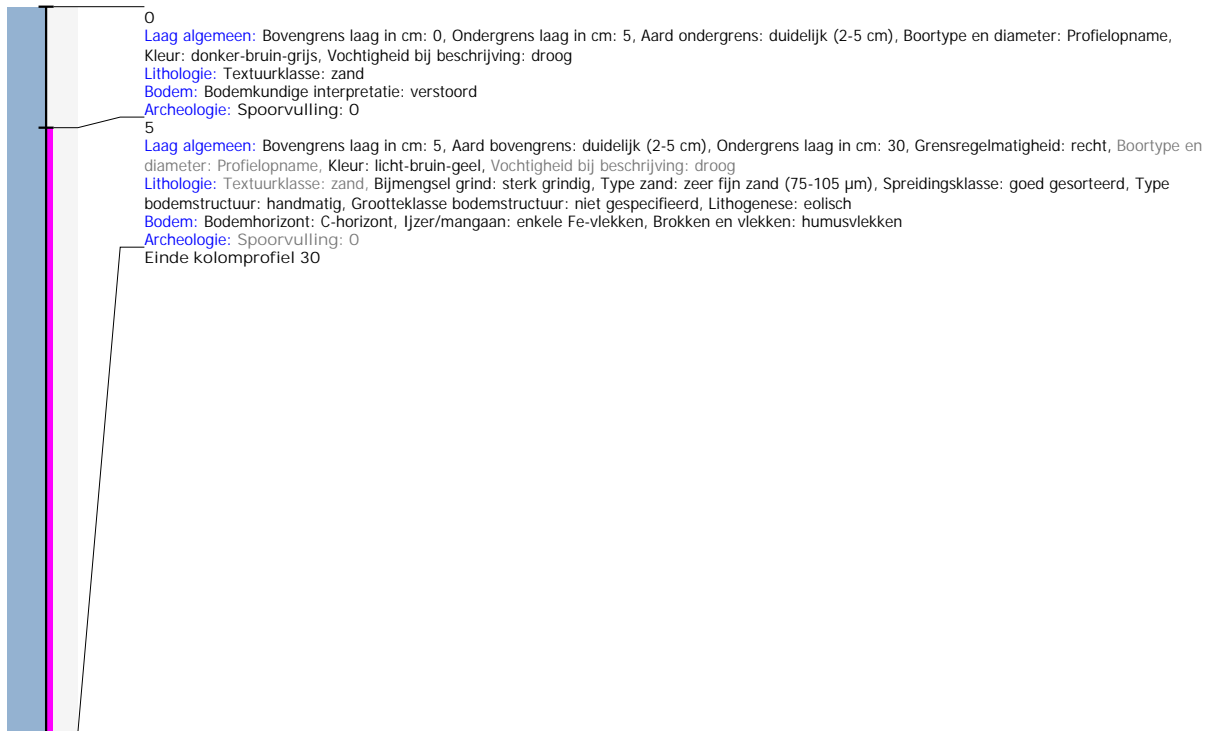 0
Laag algemeen: Bovengrens laag in cm: 0, Ondergrens laag in cm: 5, Aard ondergrens: duidelijk (2-5 cm), Boortype en diameter: Profielopname,
Kleur: donker-bruin-grijs, Vochtigheid bij beschrijving: droog
Lithologie: Textuurklasse: zand
Bodem: Bodemkundige interpretatie: verstoord
Archeologie: Spoorvulling: 0
5
Laag algemeen: Bovengrens laag in cm: 5, Aard bovengrens: duidelijk (2-5 cm), Ondergrens laag in cm: 30, Grensregelmatigheid: recht, Boortype en
diameter: Profielopname, Kleur: licht-bruin-geel, Vochtigheid bij beschrijving: droog
Lithologie: Textuurklasse: zand, Bijmengsel grind: sterk grindig, Type zand: zeer fijn zand (75-105 µm), Spreidingsklasse: goed gesorteerd, Type
bodemstructuur: handmatig, Grootteklasse bodemstructuur: niet gespecifieerd, Lithogenese: eolisch
Bodem: Bodemhorizont: C-horizont, Ijzer/mangaan: enkele Fe-vlekken, Brokken en vlekken: humusvlekken
Archeologie: Spoorvulling: 0
Einde kolomprofiel 30